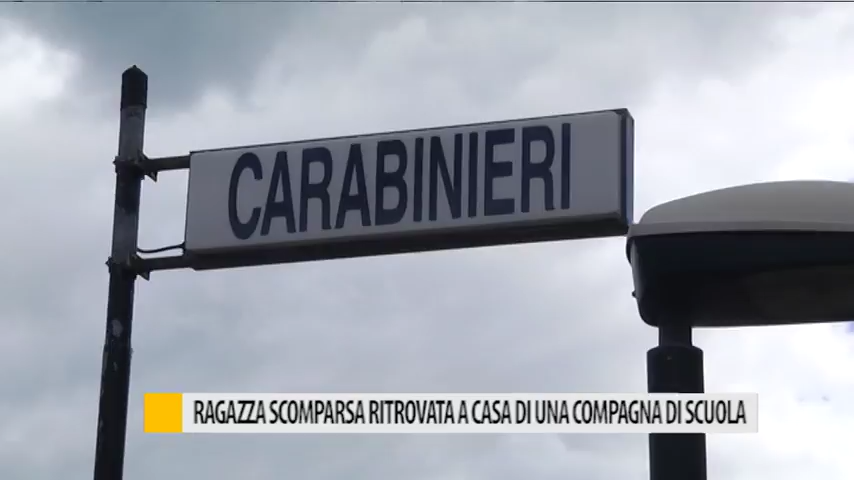 CARABINIERI
RAGAZZA SCOMPARSA RITROVATA A CASA DI UNA COMPAGNA DI SCUOLA